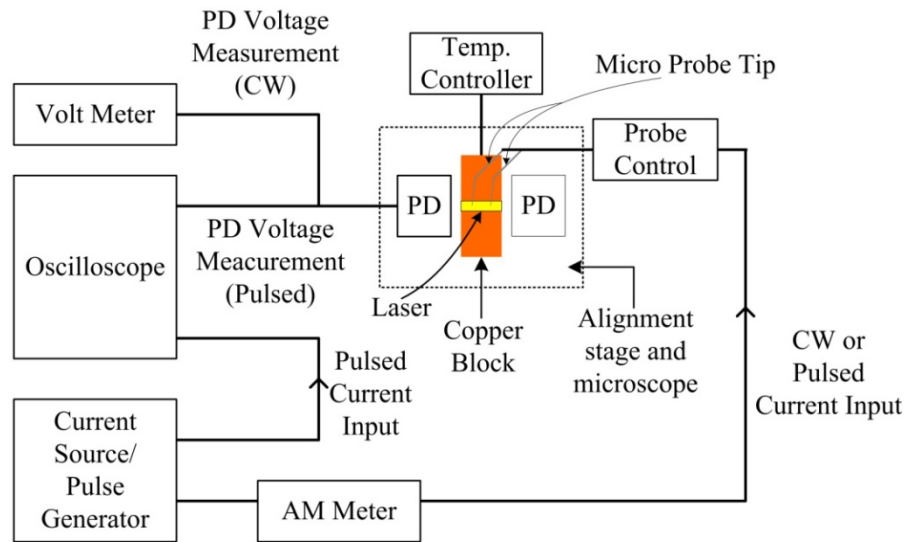 PD Voltage
Measurement
(CW)
Temp.
Controller
Micro Probe Tip
Volt Meter
Probe
Control
PD
PD
Oscilloscope
PD Voltage
Meacurement
(Pulsed)
Laser
Copper
Block
Alignment
stage and
microscope
CW or
Pulsed
Current Input
Pulsed
Current
Input
Current
Source/
Pulse
Generator
AM Meter